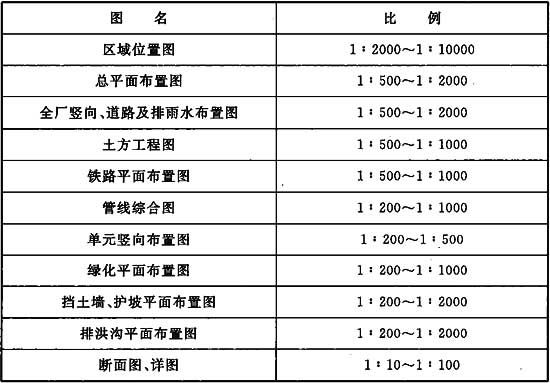 图 名 比 例
区域位置图 1：2000～1：10000
总平面布置图 1：500～1：2000
全厂竖向、道路及排雨水布置图 1：500～1：2000
土方工程图 1：500～1：1000
铁路平面布置图 1：500～1：1000
管线综合图 1：200～1：1000
单元竖向布置图 1：200～1：500
绿化平面布置图 1：200～1：1000
挡土墙、护坡平面布置图 1：200～1：2000
排洪沟平面布置图 1：200～1：2000
断面图、详图 1：10～1：100